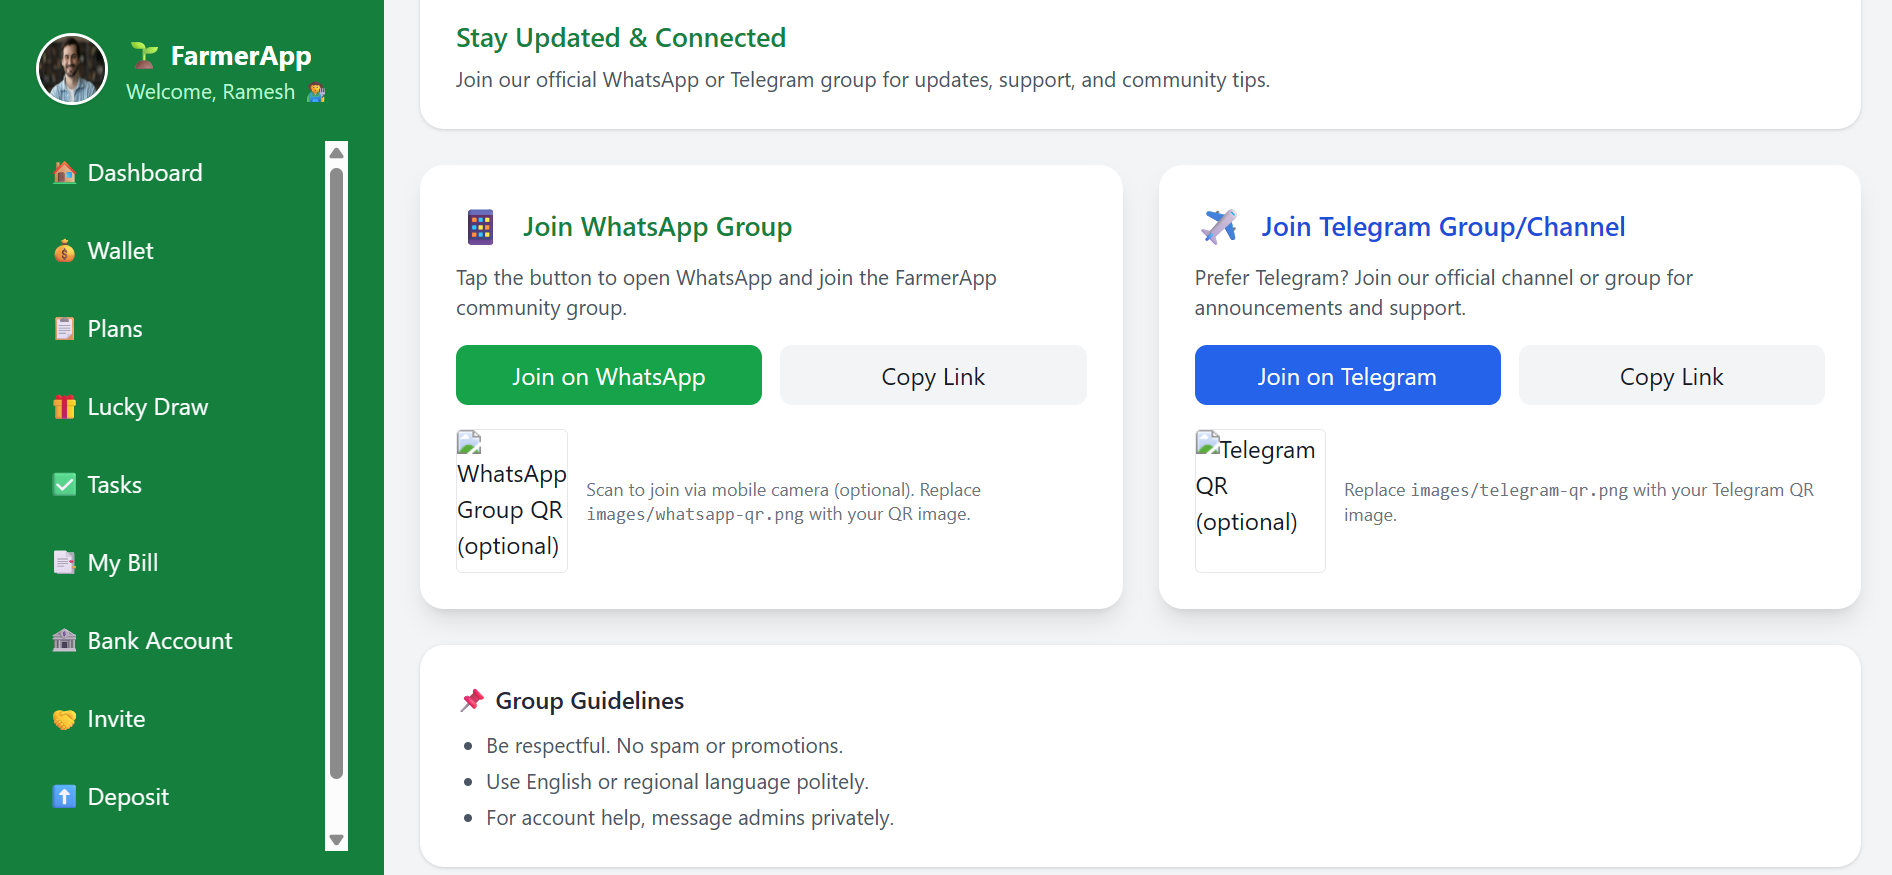 FarmerApp
Welcome, Ramesh
Dashboard
Wallet
Plans
Lucky Draw
Tasks
My Bill
Bank Account
Invite
Deposit
Stay Updated & Connected
Join our official WhatsApp or Telegram group for updates, support, and community tips.
Join WhatsApp Group
Tap the button to open WhatsApp and join the FarmerApp
community group.
Join on WhatsApp
Copy Link
WhatsApp
Group QR
(optional)
Scan to join via mobile camera (optional). Replace
images/whatsapp-qr.png with your QR image.
Join Telegram Group/Channel
Prefer Telegram? Join our official channel or group for
announcements and support.
Join on Telegram
Copy Link
Telegram
QR
(optional)
Replace images/telegram-qr.png with your Telegram QR
image.
Group Guidelines
Be respectful. No spam or promotions.
Use English or regional language politely.
For account help, message admins privately.